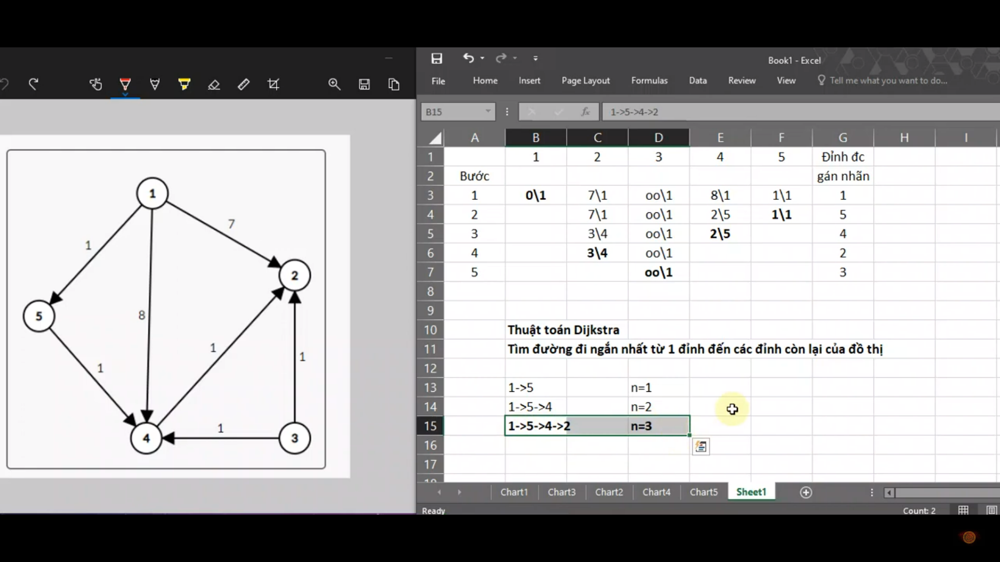 1
7
1
2
5
8
1
1
1
1
4
3
Book1 - Excel
File Home Insert Page Layout Formulas Data Review View Tell me what you want to do...
B15 fx 1->5->4->2
A B C D E F G H I
1 1 2 3 4 5 Đỉnh đc
2 Bước gán nhãn
3 1 0\1 7\1 oo\1 8\1 1\1 1
4 2 7\1 oo\1 2\5 1\1 5
5 3 3\4 oo\1 2\5 4
6 4 3\4 oo\1 2
7 5 oo\1 3
8
9
10 Thuật toán Dijkstra
11 Tìm đường đi ngắn nhất từ 1 đỉnh đến các đỉnh còn lại của đồ thị
12
13 1->5 n=1
14 1->5->4 n=2
15 1->5->4->2 n=3
16
17
Chart1 Chart3 Chart2 Chart4 Chart5 Sheet1
Ready Count: 2